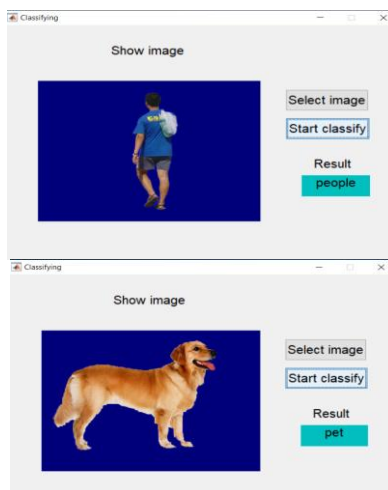 Classifying
Show image
Select image
Start classify
Result
people
Classifying
Show image
Select image
Start classify
Result
pet